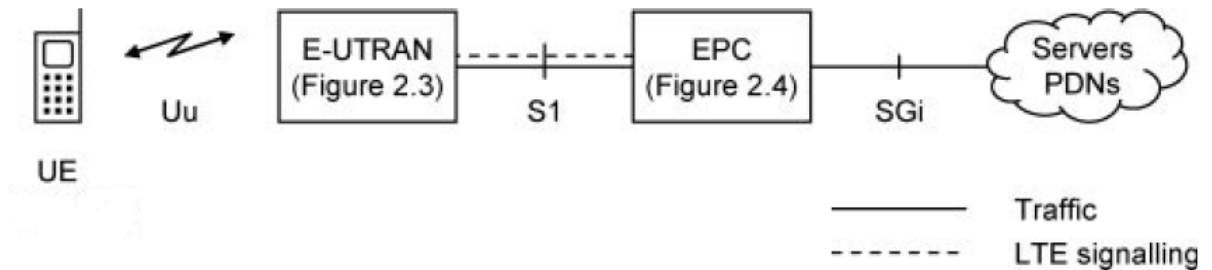 E-UTRAN
(Figure 2.3)
EPC
(Figure 2.4)
Servers
PDNs
Uu
S1
SGi
UE
Traffic
LTE signalling